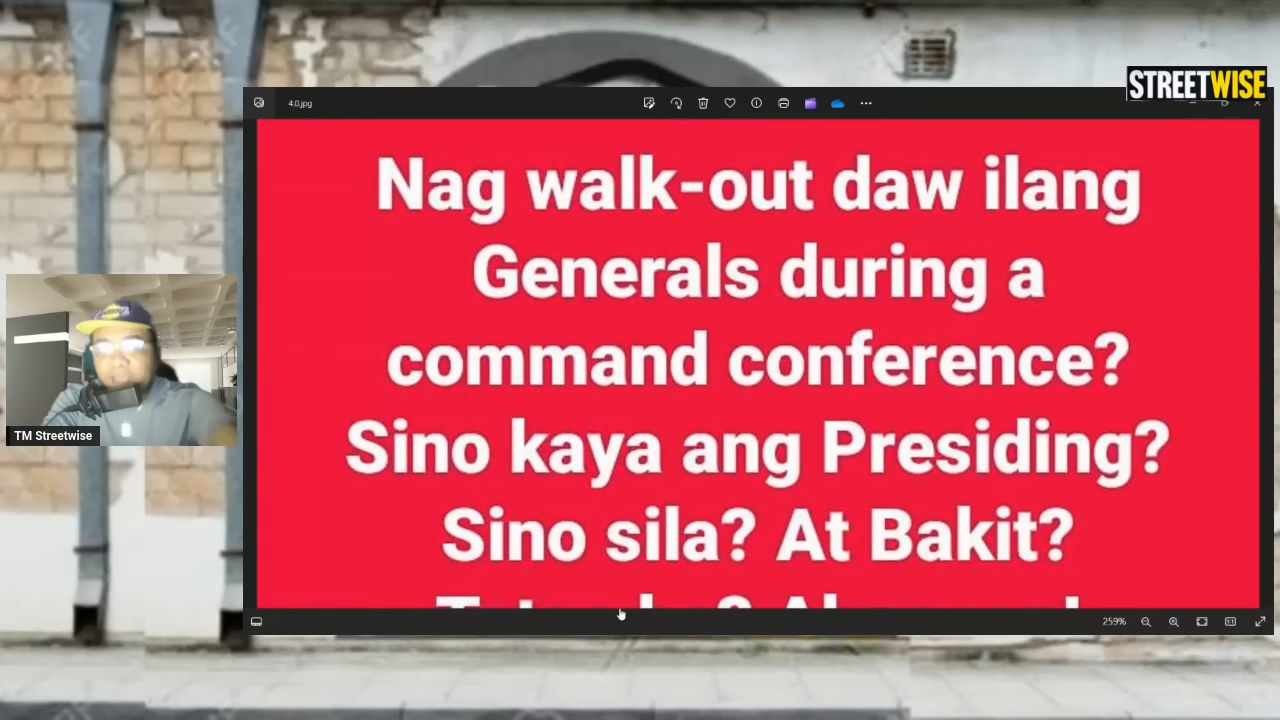 STREETWISE
4.0.jpg
Nag walk-out daw ilang
Generals during a
command conference?
Sino kaya ang Presiding?
Sino sila? At Bakit?
TM Streetwise
259%